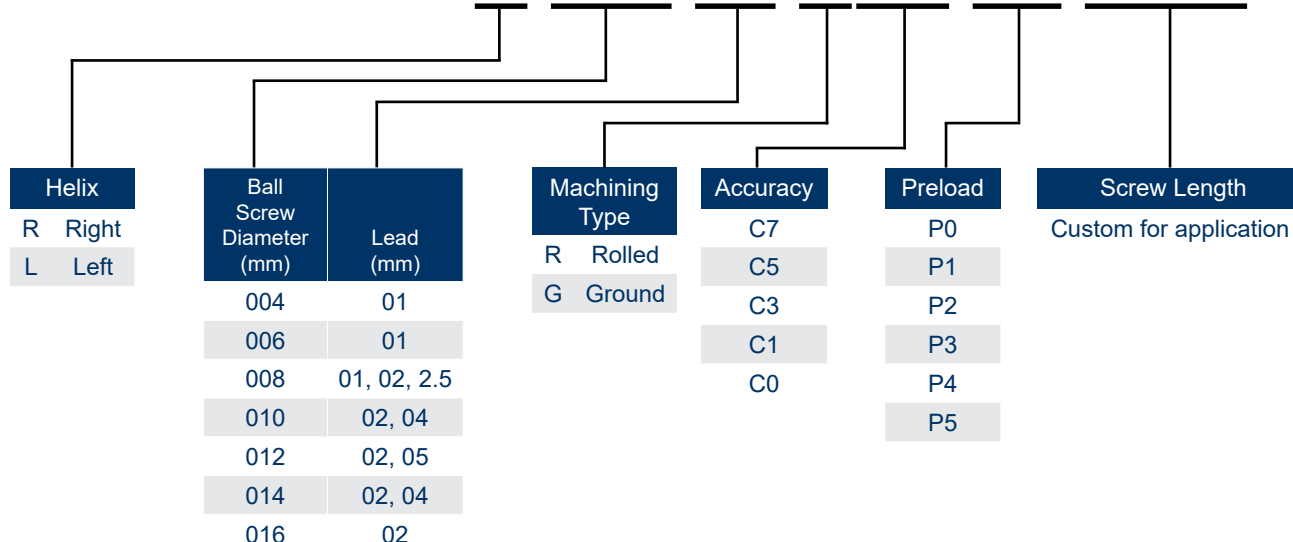 Helix
R Right
L Left
Ball
Screw
Diameter
(mm)
Lead
(mm)
004 01
006 01
008 01, 02, 2.5
010 02, 04
012 02, 05
014 02, 04
016 02
Machining
Type
R Rolled
G Ground
Accuracy
C7
C5
C3
C1
C0
Preload
P0
P1
P2
P3
P4
P5
Screw Length
Custom for application